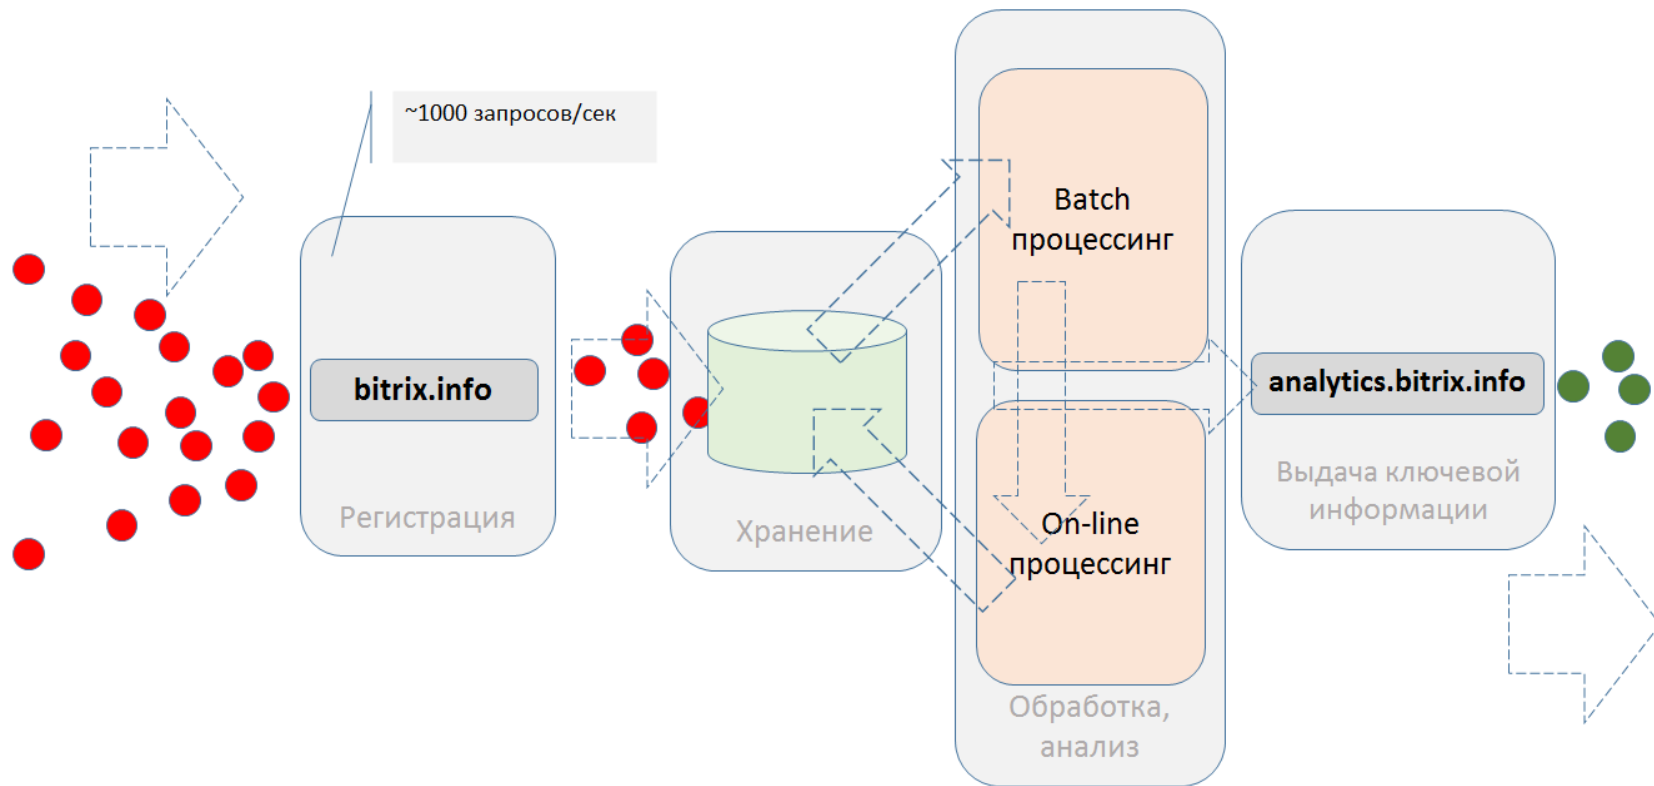 ~1000 запросов/сек
bitrix.info
Регистрация
Хранение
Batch
процессинг
On-line
процессинг
Обработка,
анализ
analytics.bitrix.info
Выдача ключевой
информации